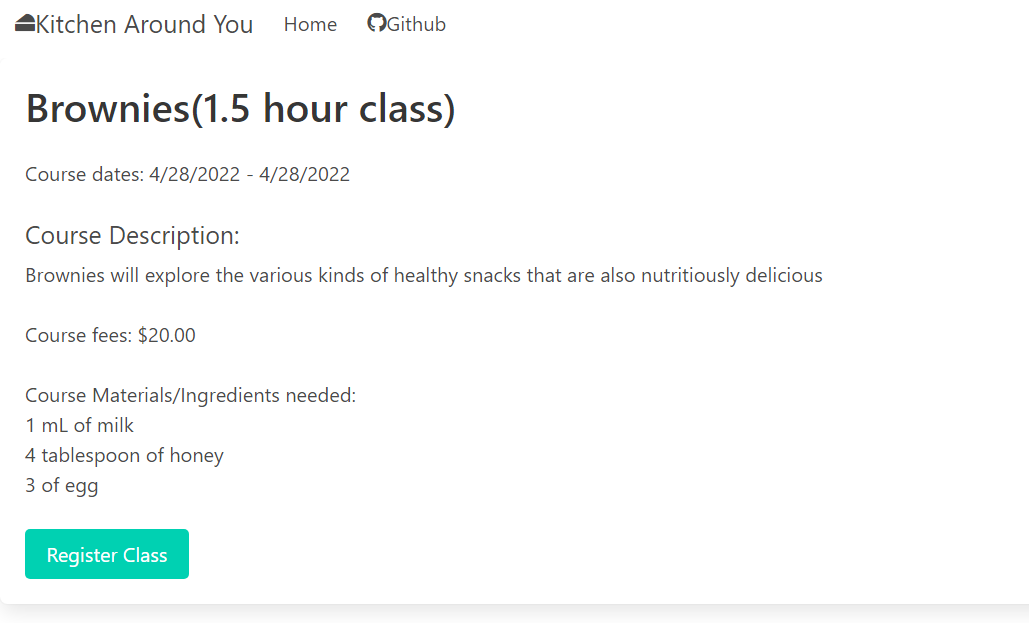 Kitchen Around You Home Github
Brownies(1.5 hour class)
Course dates: 4/28/2022 - 4/28/2022
Course Description:
Brownies will explore the various kinds of healthy snacks that are also nutritiously delicious
Course fees: $20.00
Course Materials/Ingredients needed:
1 mL of milk
4 tablespoon of honey
3 of egg
Register Class